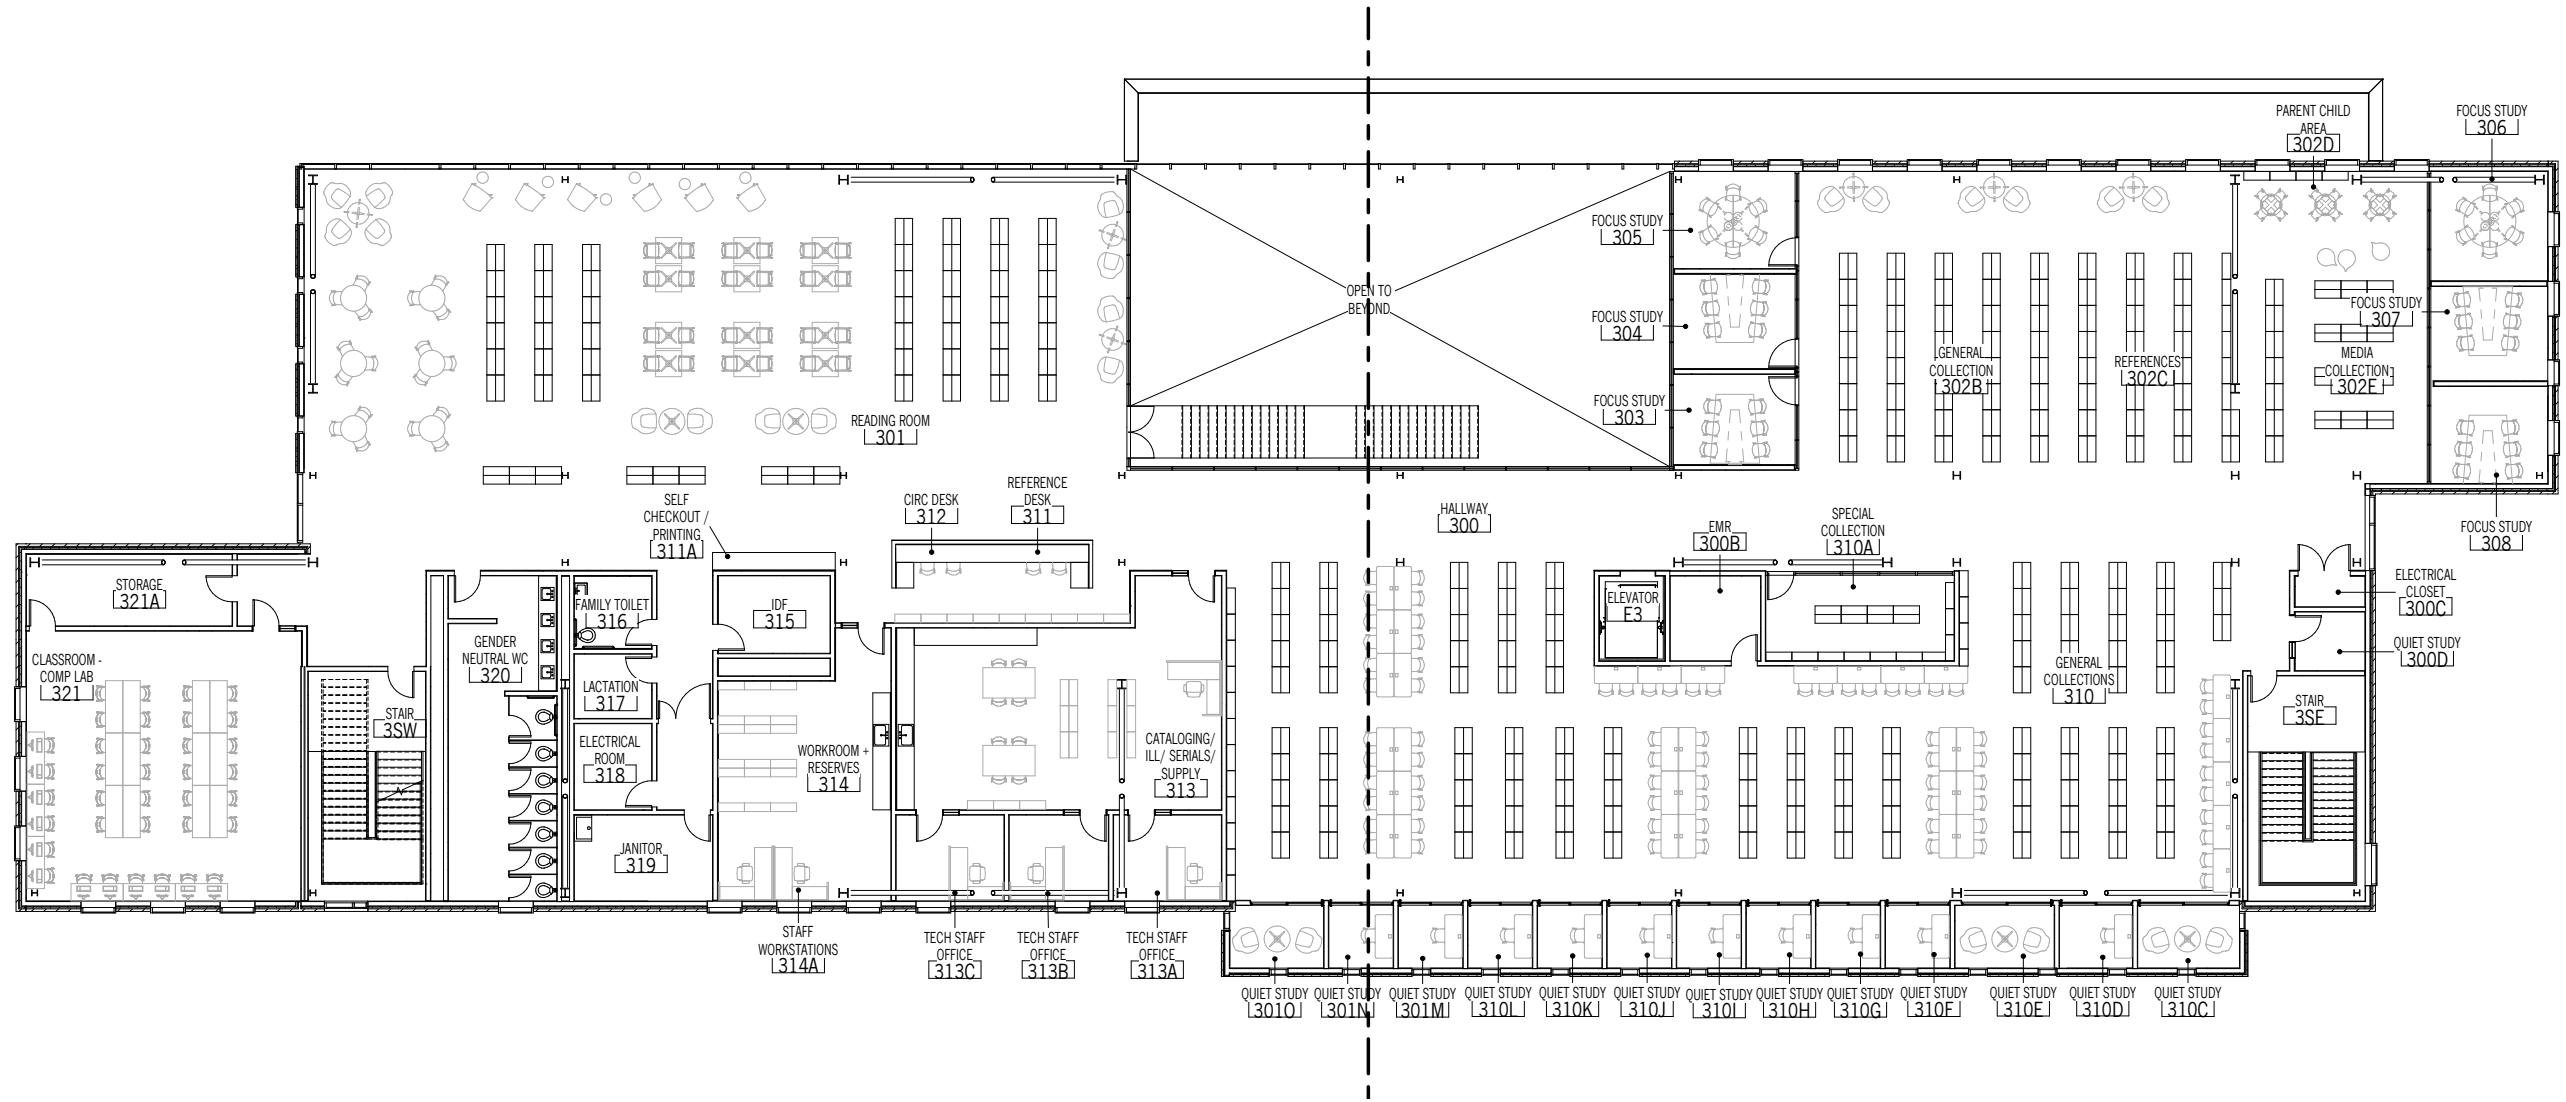 PARENT CHILD
AREA
302D
FOCUS STUDY
306
FOCUS STUDY
305
OPEN TO
BEYOND
FOCUS STUDY
304
FOCUS STUDY
307
GENERAL
COLLECTION
302B
REFERENCES
302C
MEDIA
COLLECTION
302E
FOCUS STUDY
303
READING ROOM
301
SELF
CHECKOUT /
PRINTING
311A
CIRC DESK
312
REFERENCE
DESK
311
HALLWAY
300
EMR
300B
SPECIAL
COLLECTION
310A
FOCUS STUDY
308
STORAGE
321A
FAMILY TOILET
316
IDF
315
ELEVATOR
E3
ELECTRICAL
CLOSET
300C
CLASSROOM -
COMP LAB
321
GENDER
NEUTRAL WC
320
LACTATION
317
GENERAL
COLLECTIONS
310
QUIET STUDY
300D
STAIR
3SW
ELECTRICAL
ROOM
318
WORKROOM +
RESERVES
314
CATALOGING/
ILL/ SERIALS/
SUPPLY
313
STAIR
3SE
JANITOR
319
STAFF
WORKSTATIONS
314A
TECH STAFF
OFFICE
313C
TECH STAFF
OFFICE
313B
TECH STAFF
OFFICE
313A
QUIET STUDY
301O
QUIET STUDY
301N
QUIET STUDY
301M
QUIET STUDY
310L
QUIET STUDY
310K
QUIET STUDY
310J
QUIET STUDY
310I
QUIET STUDY
310H
QUIET STUDY
310G
QUIET STUDY
310F
QUIET STUDY
310E
QUIET STUDY
310D
QUIET STUDY
310C